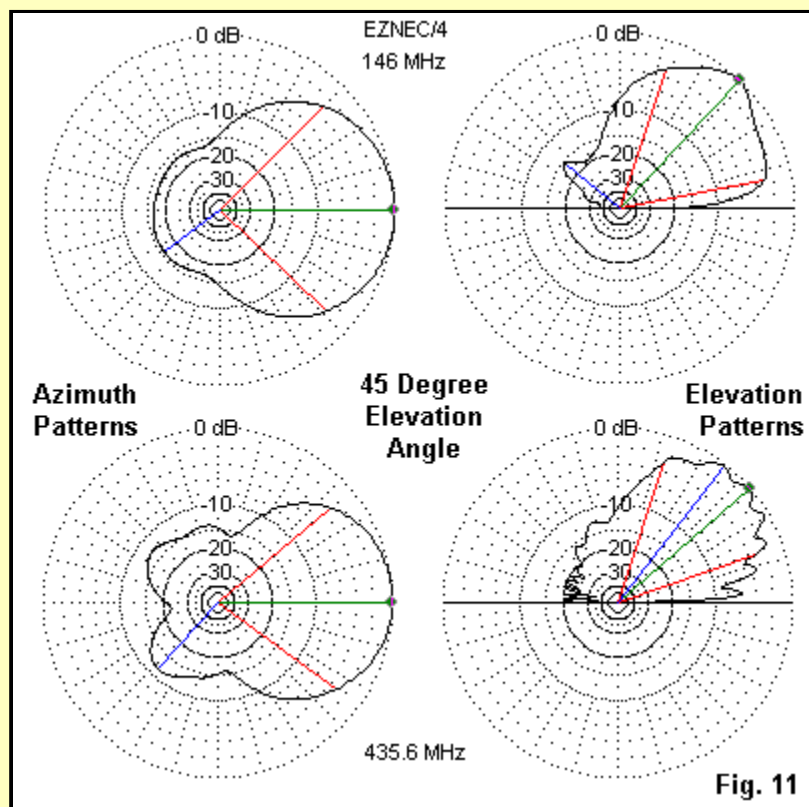 0 dB
EZNEC/4
146 MHz
0 dB
-10
-20
-30
10
-20
-30
Azimuth
Patterns
45 Degree
Elevation
Angle
Elevation
Patterns
0 dB
0 dB
-10
-20
30
-10
-20
30
435.6 MHz
Fig. 11